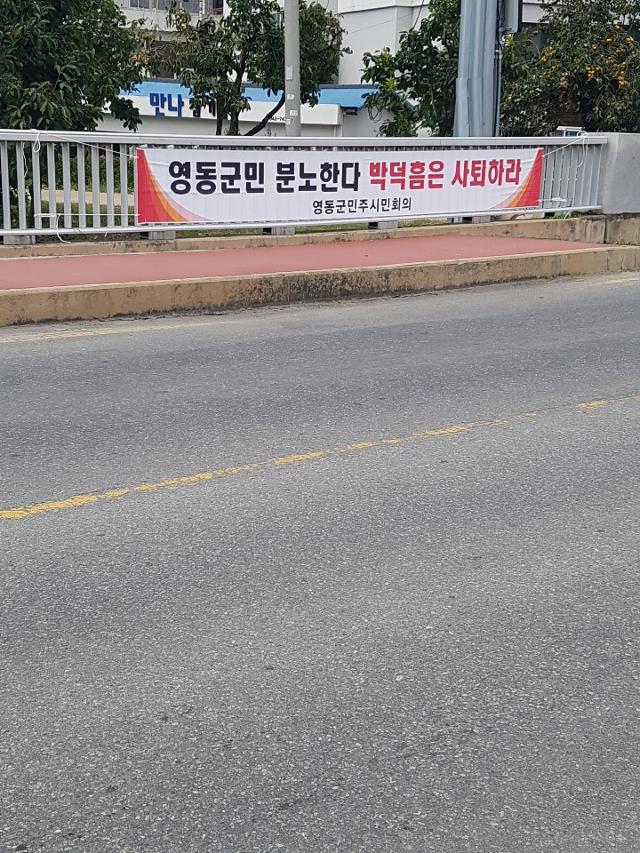 만나
영동군민 분노한다 박덕흠은 사퇴하라
영동군민주시민회의